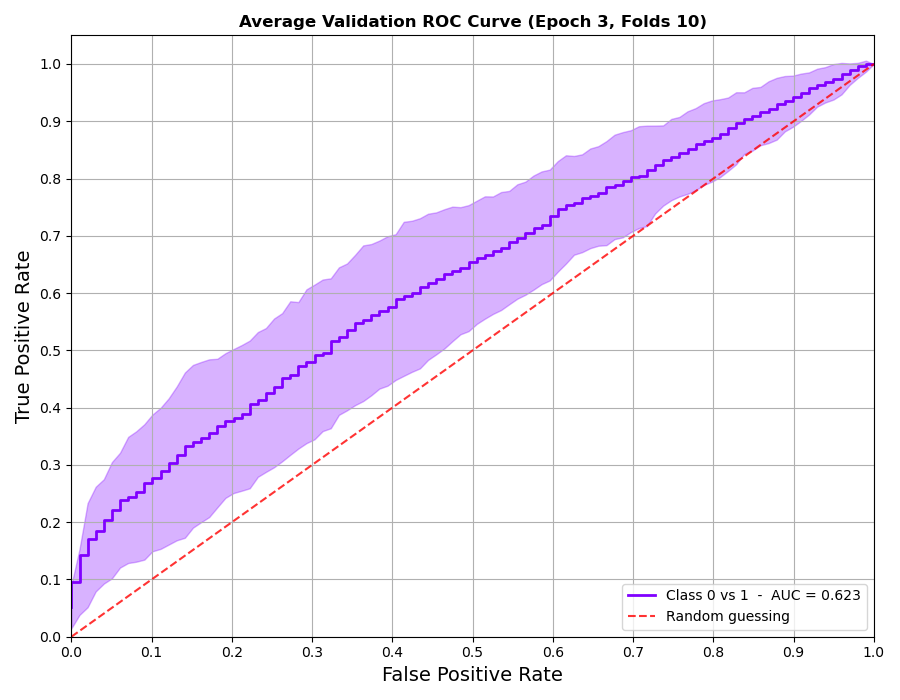 Average Validation ROC Curve (Epoch 3, Folds 10)
True Positive Rate
1.0
0.9
0.8
0.7
0.6
0.5
0.4
0.3
0.2
0.1
0.0
Class 0 vs 1 - AUC = 0.623
Random guessing
0.0 0.1 0.2 0.3 0.4 0.5 0.6 0.7 0.8 0.9 1.0
False Positive Rate